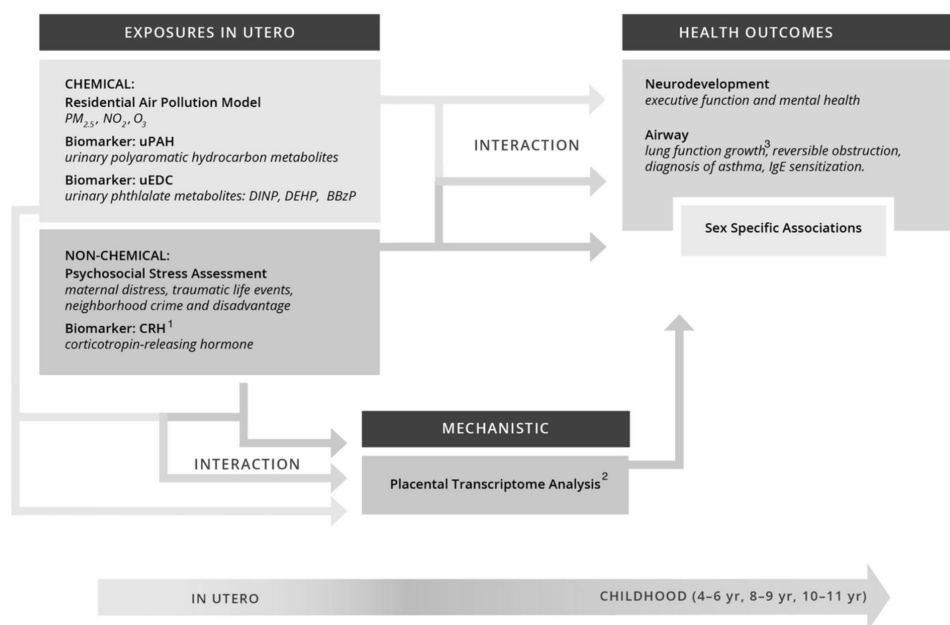 EXPOSURES IN UTERO
CHEMICAL:
Residential Air Pollution Model
PM2.5, NO2, O3
Biomarker: uPAH
urinary polyaromatic hydrocarbon metabolites
Biomarker: uEDC
urinary phthlalate metabolites: DINP, DEHP, BBzP
NON-CHEMICAL:
Psychosocial Stress Assessment
maternal distress, traumatic life events,
neighborhood crime and disadvantage
Biomarker: CRH1
corticotropin-releasing hormone
INTERACTION
HEALTH OUTCOMES
Neurodevelopment
executive function and mental health
Airway
lung function growth,3 reversible obstruction,
diagnosis of asthma, IgE sensitization.
Sex Specific Associations
INTERACTION
MECHANISTIC
Placental Transcriptome Analysis2
IN UTERO
CHILDHOOD (4–6 yr, 8–9 yr, 10–11 yr)